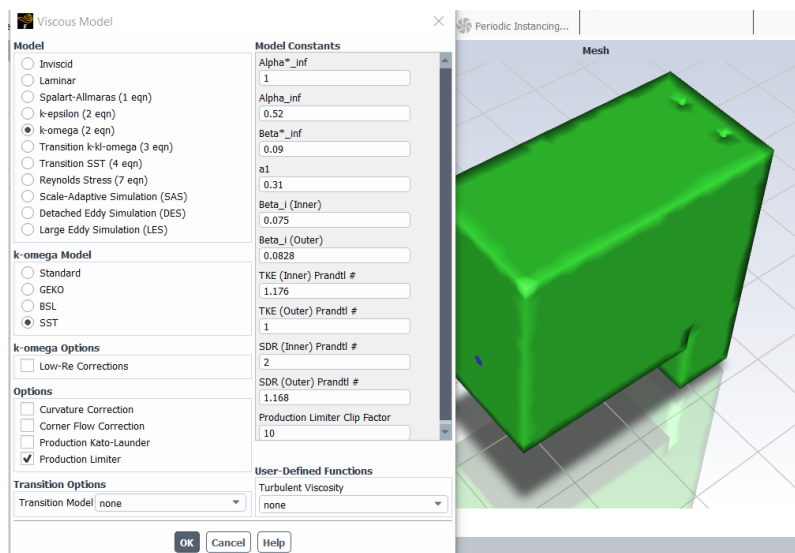 Viscous Model
Periodic Instancing...
Mesh
Model
Inviscid
Laminar
Spalart-Allmaras (1 eqn)
k-epsilon (2 eqn)
k-omega (2 eqn)
Transition k-kl-omega (3 eqn)
Transition SST (4 eqn)
Reynolds Stress (7 eqn)
Scale-Adaptive Simulation (SAS)
Detached Eddy Simulation (DES)
Large Eddy Simulation (LES)
k-omega Model
Standard
GEKO
BSL
SST
k-omega Options
Low-Re Corrections
Options
Curvature Correction
Corner Flow Correction
Production Kato-Launder
Production Limiter
Transition Options
Transition Model none
Model Constants
Alpha*_inf
1
Alpha_inf
0.52
Beta*_inf
0.09
a1
0.31
Beta_i (Inner)
0.075
Beta_i (Outer)
0.0828
TKE (Inner) Prandtl #
1.176
TKE (Outer) Prandtl #
1
SDR (Inner) Prandtl #
2
SDR (Outer) Prandtl #
1.168
Production Limiter Clip Factor
10
User-Defined Functions
Turbulent Viscosity
none
OK Cancel Help